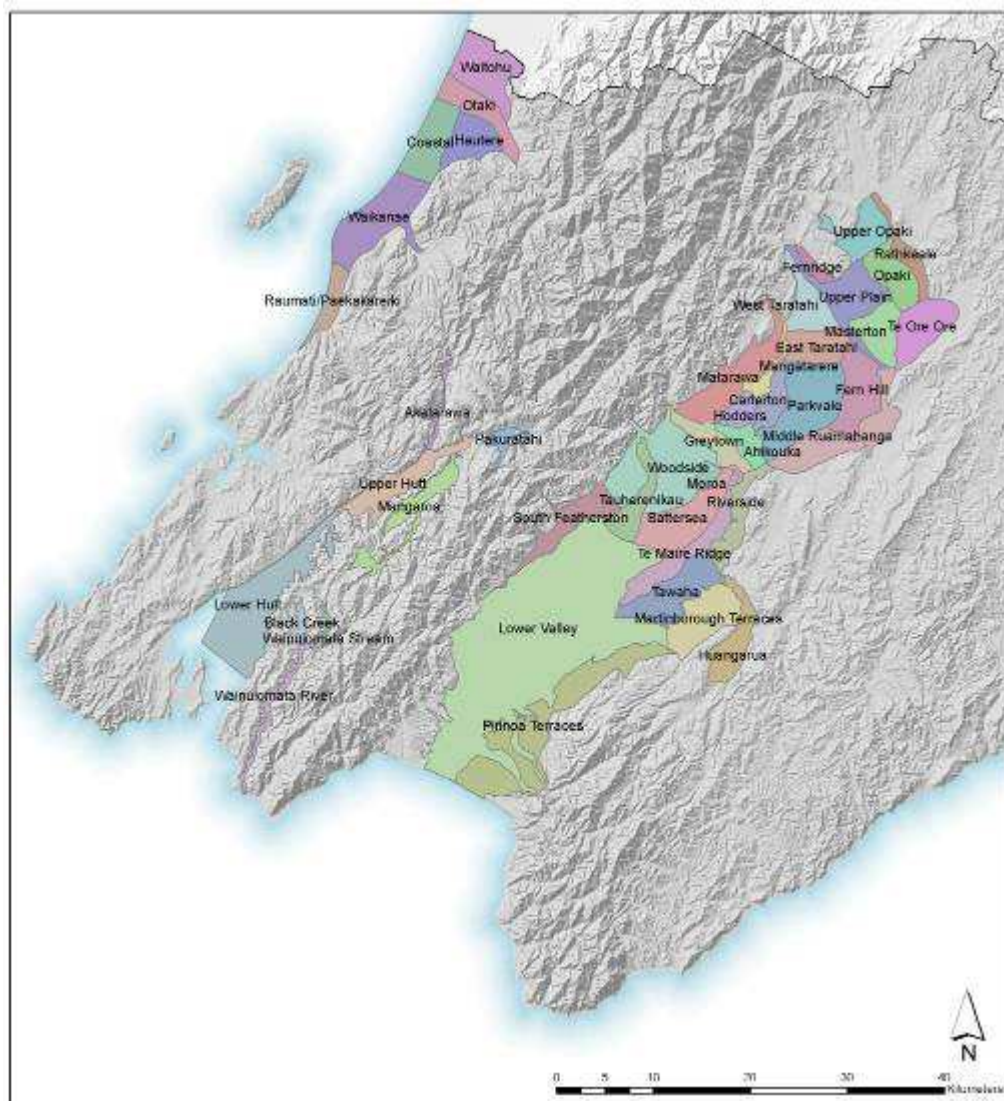 Waitohu
Otaki
Coastal
Hautere
Waikanae
Raumati/Paekakariki
Upper Opaki
Rathkeale
Fernridge
Opaki
Upper Plain
West Taratahi
Masterton
Te Ore Ore
East Taratahi
Mangatarere
Matarawa
Fern Hill
Carterton
Parkvale
Hodders
Akatarawa
Pakuratahi
Greytown
Middle Ruamahanga
Ahikouka
Woodside
Upper Hutt
Moroa
Mangaroa
Tauherenikau
Riverside
South Featherston
Battersea
Te Maire Ridge
Tawaha
Lower Hutt
Black Creek
Lower Valley
Martinborough Terraces
Wainuiomata Stream
Huangarua
Wainuiomata River
Pirinoa Terraces
N
0 5 10 20 30 40
Kilometers